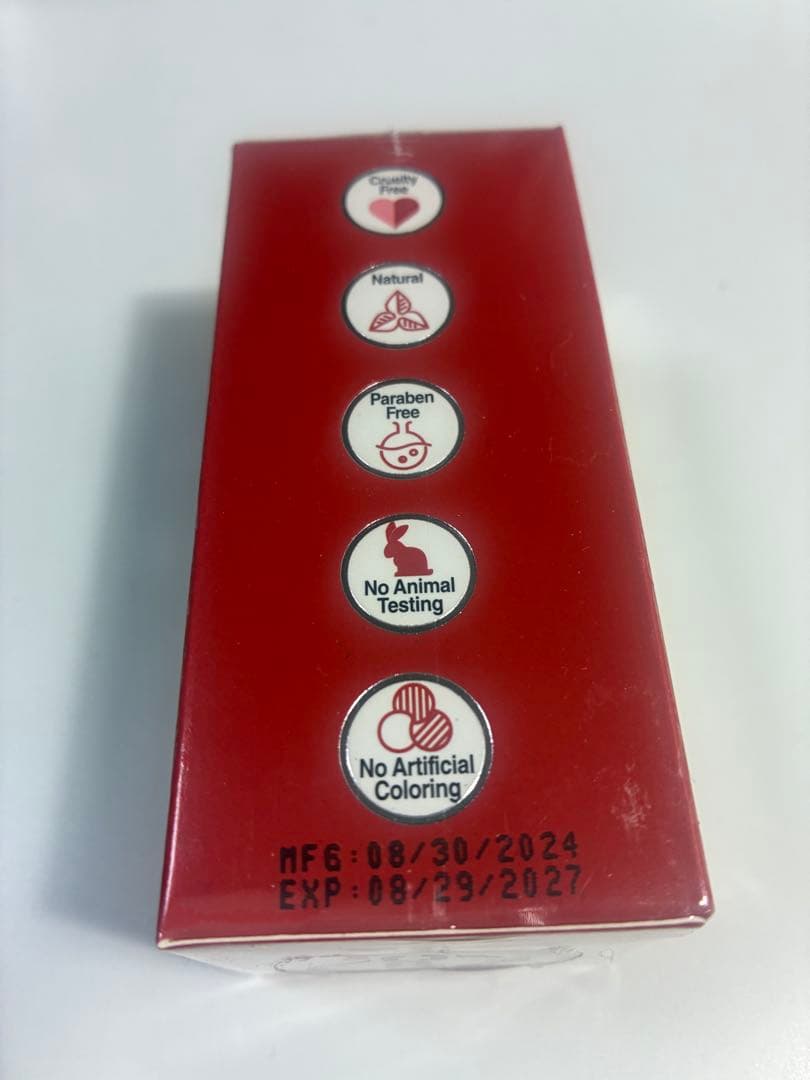 Cruelty
Free
Natural
Paraben
Free
No Animal
Testing
No Artificial
Coloring
MFG:08/30/2024
EXP:08/29/2027